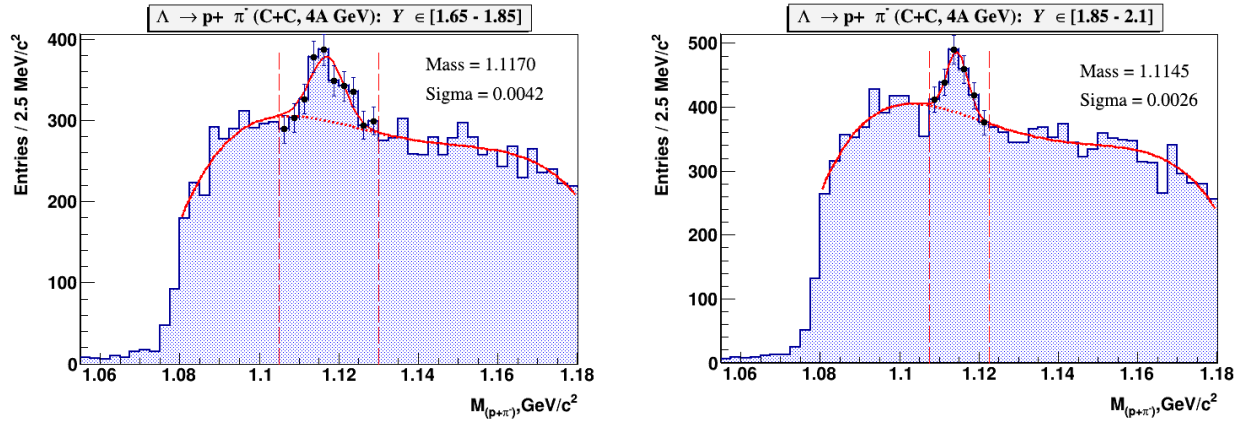 Λ → p+ π⁻ (C+C, 4A GeV): Y ∈ [1.65 - 1.85]
Entries / 2.5 MeV/c²
400
300
200
100
0
Mass = 1.1170
Sigma = 0.0042
1.06 1.08 1.1 1.12 1.14 1.16 1.18
M(p+π⁻),GeV/c²
Λ → p+ π⁻ (C+C, 4A GeV): Y ∈ [1.85 - 2.1]
Entries / 2.5 MeV/c²
500
400
300
200
100
0
Mass = 1.1145
Sigma = 0.0026
1.06 1.08 1.1 1.12 1.14 1.16 1.18
M(p+π⁻),GeV/c²